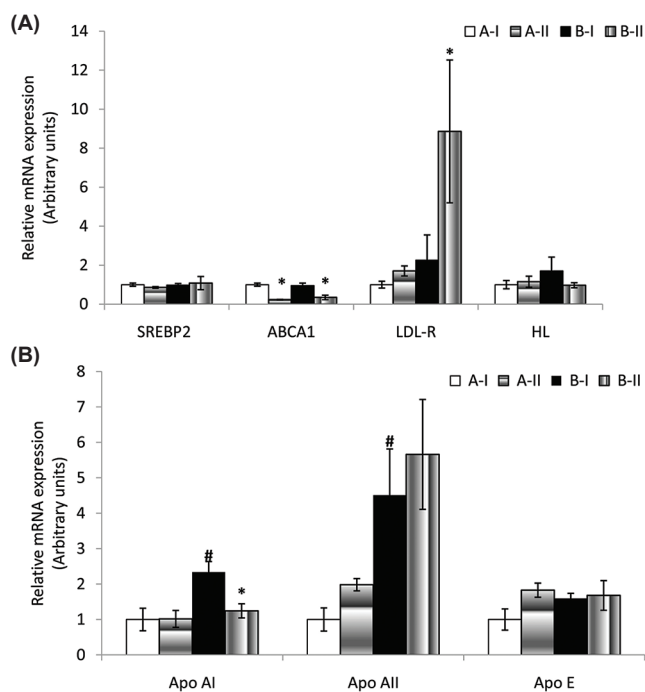 (A)
A-I A-II B-I B-II
Relative mRNA expression
(Arbitrary units)
14
12
10
8
6
4
2
0
*
* *
SREBP2 ABCA1 LDL-R HL
(B)
A-I A-II B-I B-II
Relative mRNA expression
(Arbitrary units)
8
7
6
5
4
3
2
1
0
#
# *
Apo AI Apo AII Apo E